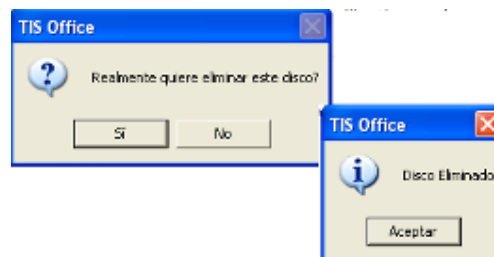 TIS Office
Realmente quiere eliminar este disco?
Sí
No
TIS Office
Disco Eliminado
Aceptar